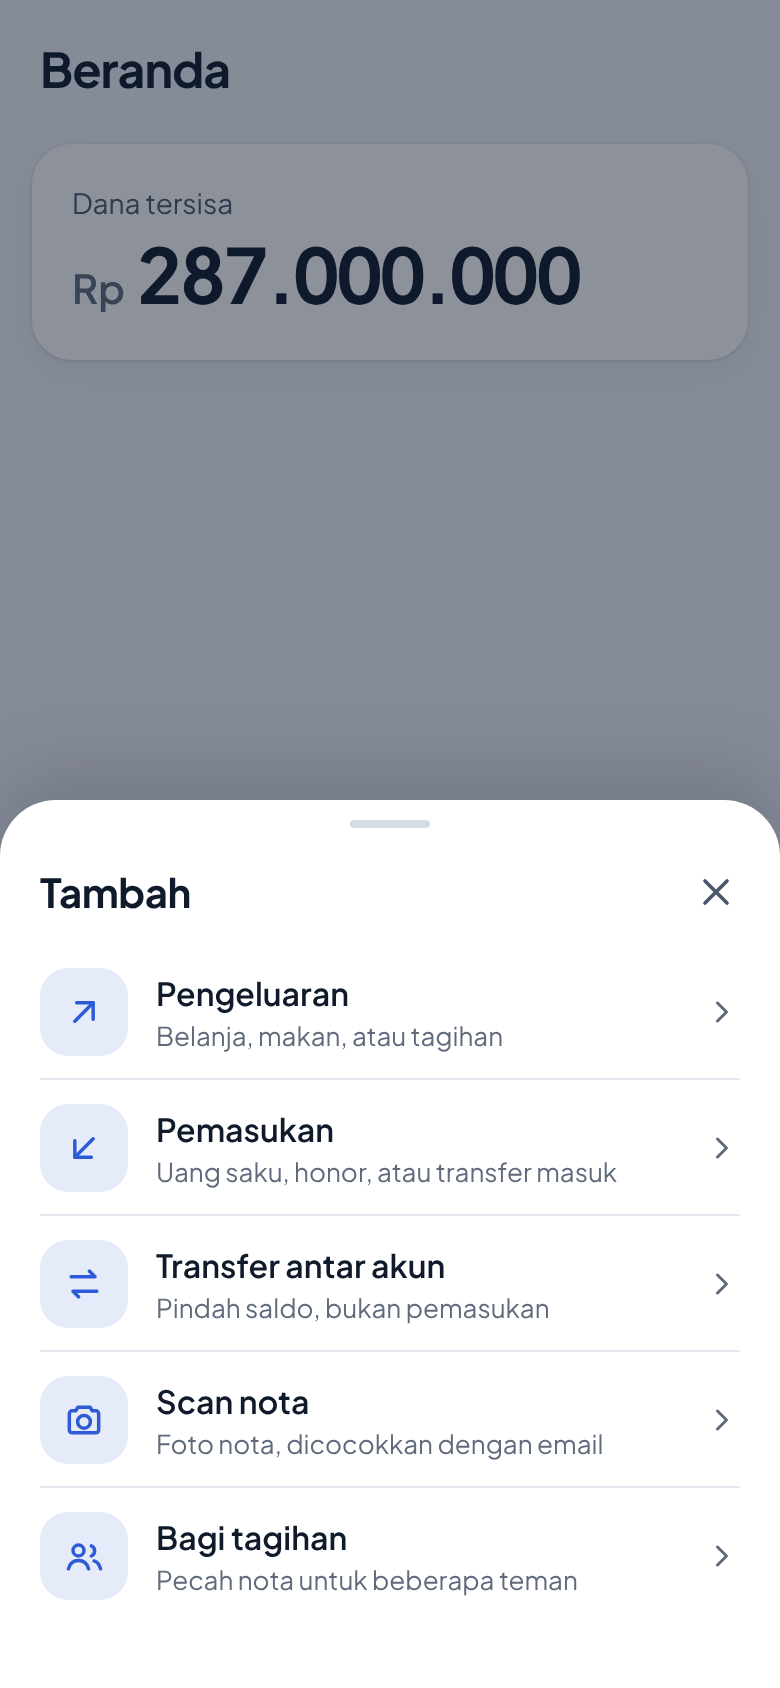 Beranda
Dana tersisa
Rp 287.000.000
Tambah
Pengeluaran
Belanja, makan, atau tagihan
Pemasukan
Uang saku, honor, atau transfer masuk
Transfer antar akun
Pindah saldo, bukan pemasukan
Scan nota
Foto nota, dicocokkan dengan email
Bagi tagihan
Pecah nota untuk beberapa teman